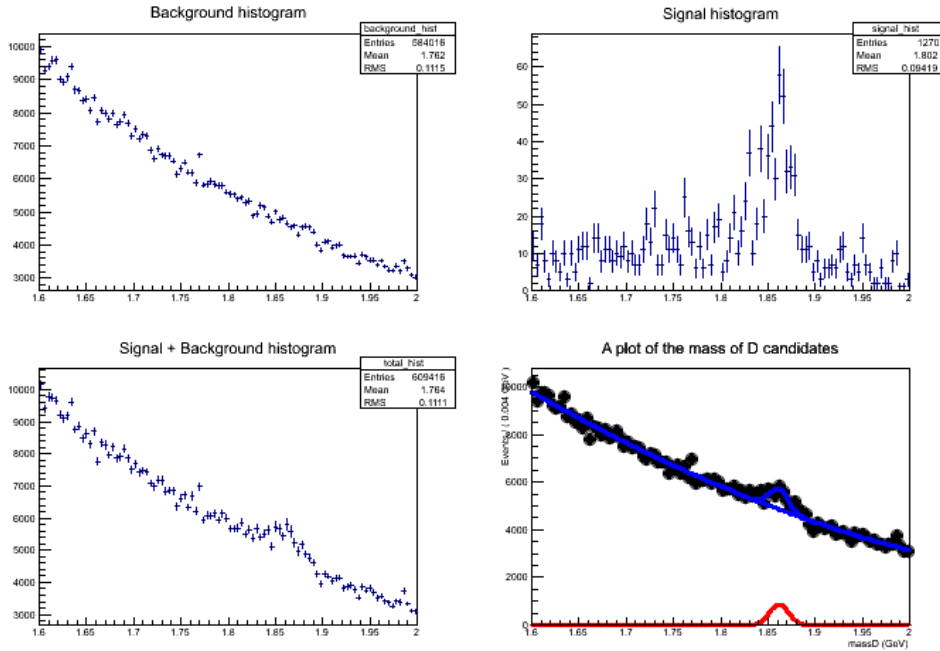 Background histogram
background_hist
Entries 584016
Mean 1.762
RMS 0.1115
10000
9000
8000
7000
6000
5000
4000
3000
1.6 1.65 1.7 1.75 1.8 1.85 1.9 1.95 2
Signal histogram
signal_hist
Entries 1270
Mean 1.802
RMS 0.09419
60
50
40
30
20
10
0
1.6 1.65 1.7 1.75 1.8 1.85 1.9 1.95 2
Signal + Background histogram
total_hist
Entries 609416
Mean 1.764
RMS 0.1111
10000
9000
8000
7000
6000
5000
4000
3000
1.6 1.65 1.7 1.75 1.8 1.85 1.9 1.95 2
A plot of the mass of D candidates
Events / ( 0.004 GeV )
10000
8000
6000
4000
2000
0
1.6 1.65 1.7 1.75 1.8 1.85 1.9 1.95 2
massD (GeV)